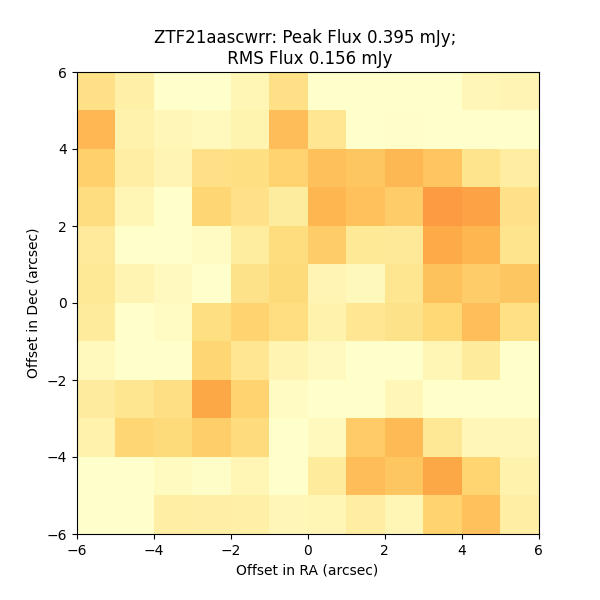 ZTF21aascwrr: Peak Flux 0.395 mJy;
RMS Flux 0.156 mJy
6
4
2
0
−2
−4
−6
Offset in Dec (arcsec)
−6 −4 −2 0 2 4 6
Offset in RA (arcsec)